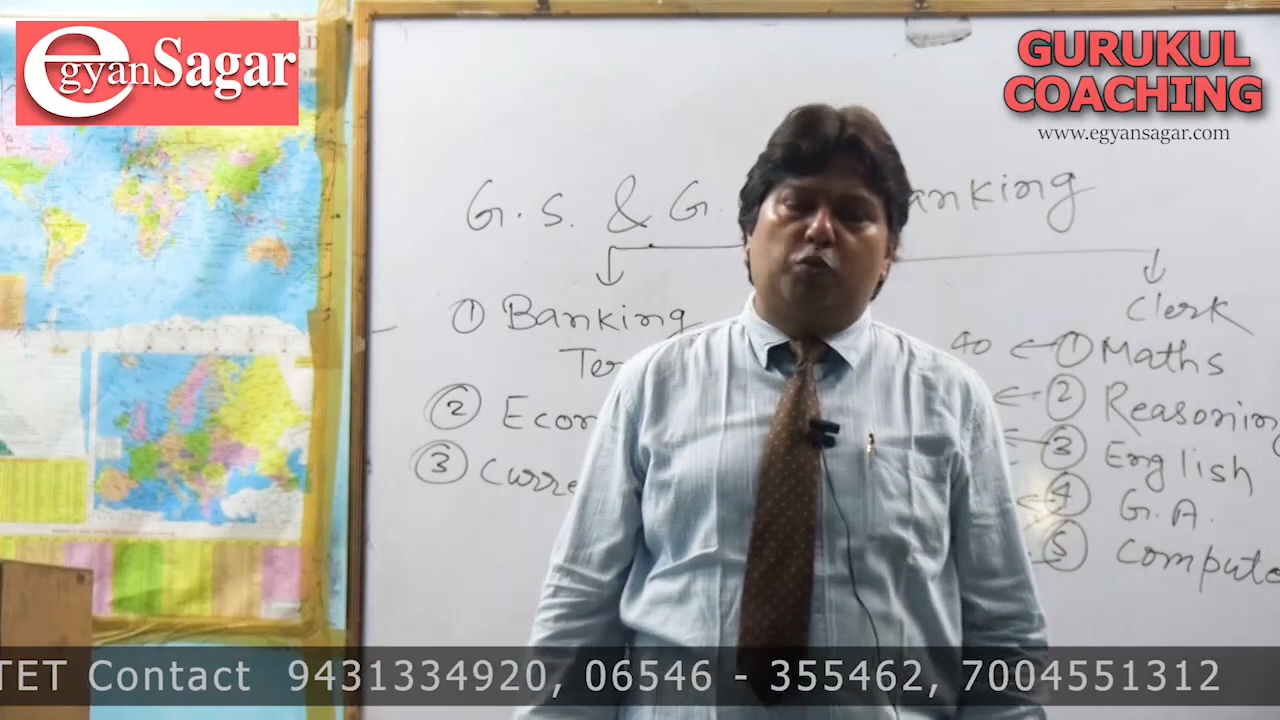 egyanSagar
GURUKUL
COACHING
www.egyansagar.com
G.S. & G. anking
① Banking
Ter
② Econ
③ Curre
Clerk
40 ← ① Maths
← ② Reasoning
← ③ English
← ④ G.A.
⑤ Compute
TET Contact 9431334920, 06546 - 355462, 7004551312